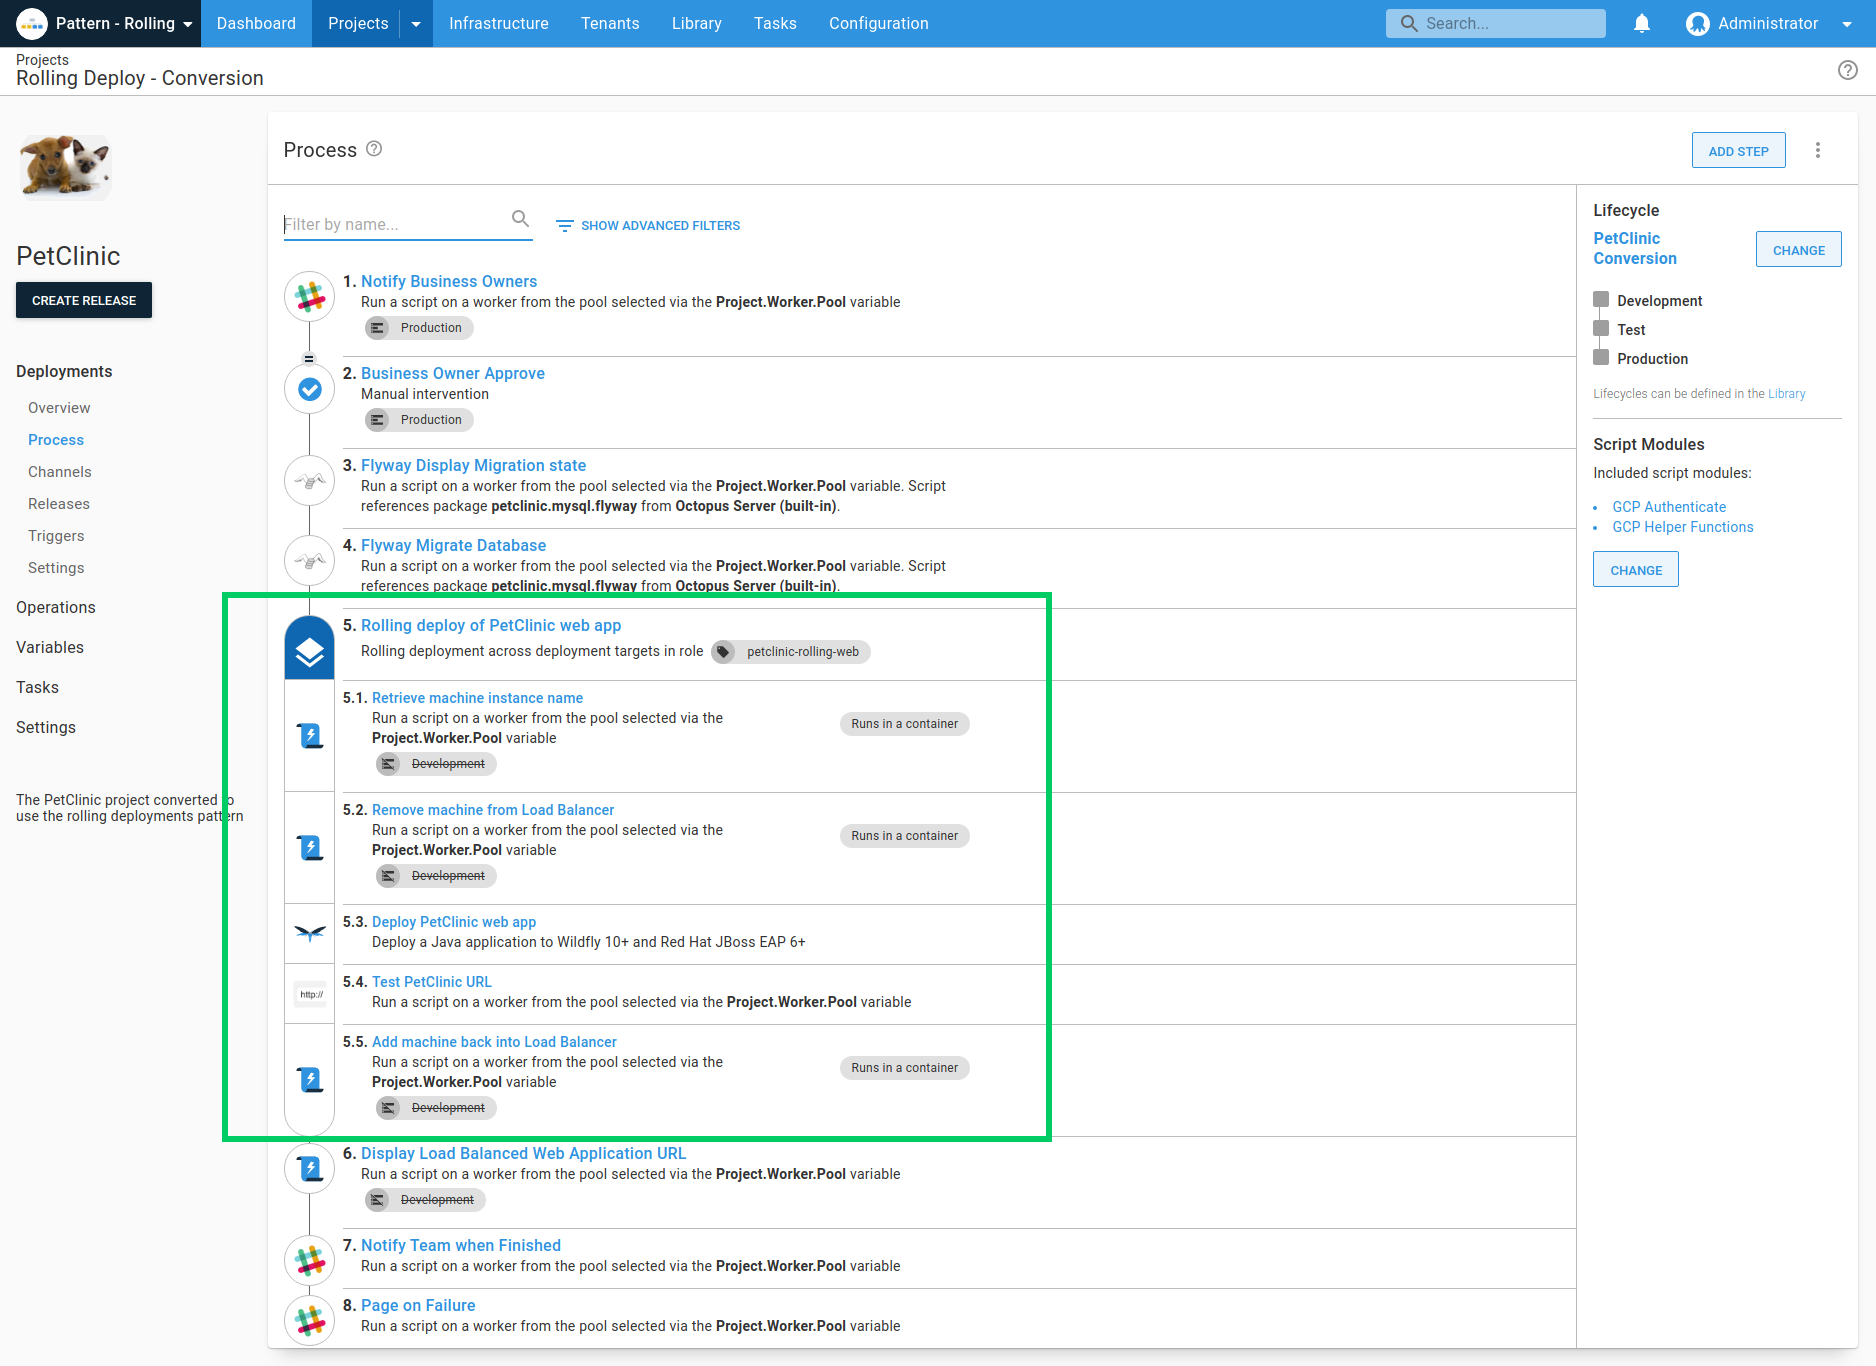 Pattern - Rolling
Dashboard
Projects
Infrastructure
Tenants
Library
Tasks
Configuration
Search...
Administrator
Projects
Rolling Deploy - Conversion
PetClinic
CREATE RELEASE
Deployments
Overview
Process
Channels
Releases
Triggers
Settings
Operations
Variables
Tasks
Settings
The PetClinic project converted to
use the rolling deployments pattern
Process
ADD STEP
Filter by name...
SHOW ADVANCED FILTERS
1. Notify Business Owners
Run a script on a worker from the pool selected via the Project.Worker.Pool variable
Production
2. Business Owner Approve
Manual intervention
Production
3. Flyway Display Migration state
Run a script on a worker from the pool selected via the Project.Worker.Pool variable. Script
references package petclinic.mysql.flyway from Octopus Server (built-in).
4. Flyway Migrate Database
Run a script on a worker from the pool selected via the Project.Worker.Pool variable. Script
references package petclinic.mysql.flyway from Octopus Server (built-in).
5. Rolling deploy of PetClinic web app
Rolling deployment across deployment targets in role petclinic-rolling-web
5.1. Retrieve machine instance name
Run a script on a worker from the pool selected via the
Project.Worker.Pool variable
Runs in a container
Development
5.2. Remove machine from Load Balancer
Run a script on a worker from the pool selected via the
Project.Worker.Pool variable
Runs in a container
Development
5.3. Deploy PetClinic web app
Deploy a Java application to Wildfly 10+ and Red Hat JBoss EAP 6+
http://
5.4. Test PetClinic URL
Run a script on a worker from the pool selected via the Project.Worker.Pool variable
5.5. Add machine back into Load Balancer
Run a script on a worker from the pool selected via the
Project.Worker.Pool variable
Runs in a container
Development
6. Display Load Balanced Web Application URL
Run a script on a worker from the pool selected via the Project.Worker.Pool variable
Development
7. Notify Team when Finished
Run a script on a worker from the pool selected via the Project.Worker.Pool variable
8. Page on Failure
Run a script on a worker from the pool selected via the Project.Worker.Pool variable
Lifecycle
PetClinic
Conversion
CHANGE
Development
Test
Production
Lifecycles can be defined in the Library
Script Modules
Included script modules:
GCP Authenticate
GCP Helper Functions
CHANGE